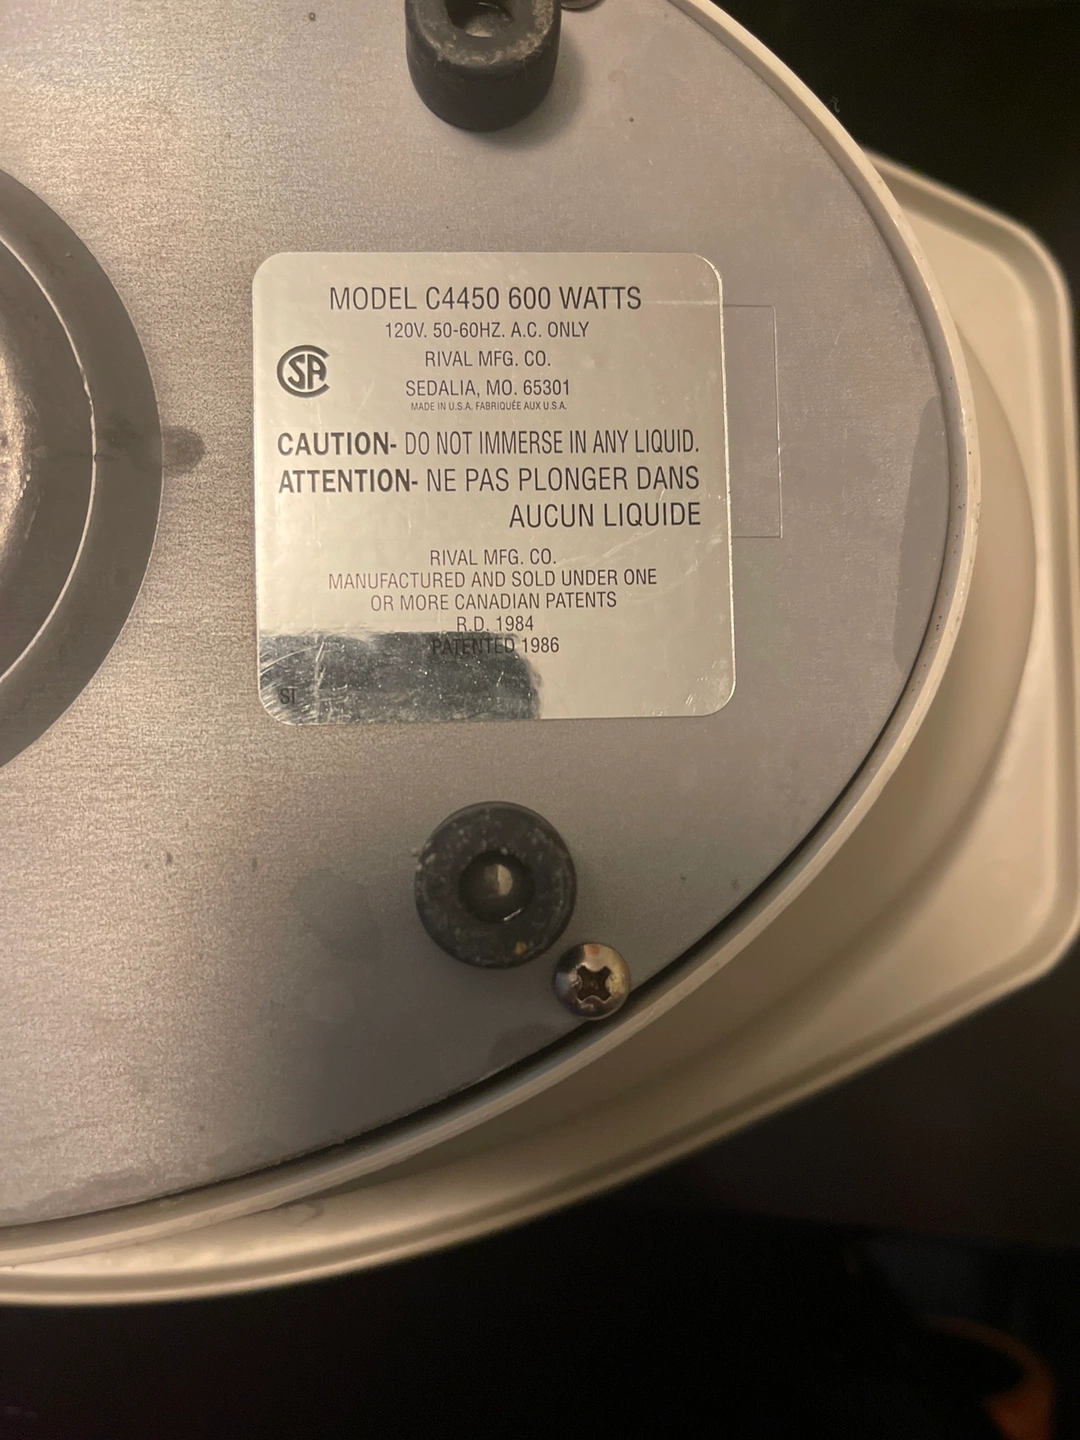 MODEL C4450 600 WATTS
120V. 50-60HZ. A.C. ONLY
RIVAL MFG. CO.
SA
SEDALIA, MO. 65301
MADE IN U.S.A. FABRIQUÉE AUX U.S.A.
CAUTION- DO NOT IMMERSE IN ANY LIQUID.
ATTENTION- NE PAS PLONGER DANS
AUCUN LIQUIDE
RIVAL MFG. CO.
MANUFACTURED AND SOLD UNDER ONE
OR MORE CANADIAN PATENTS
R.D. 1984
PATENTED 1986